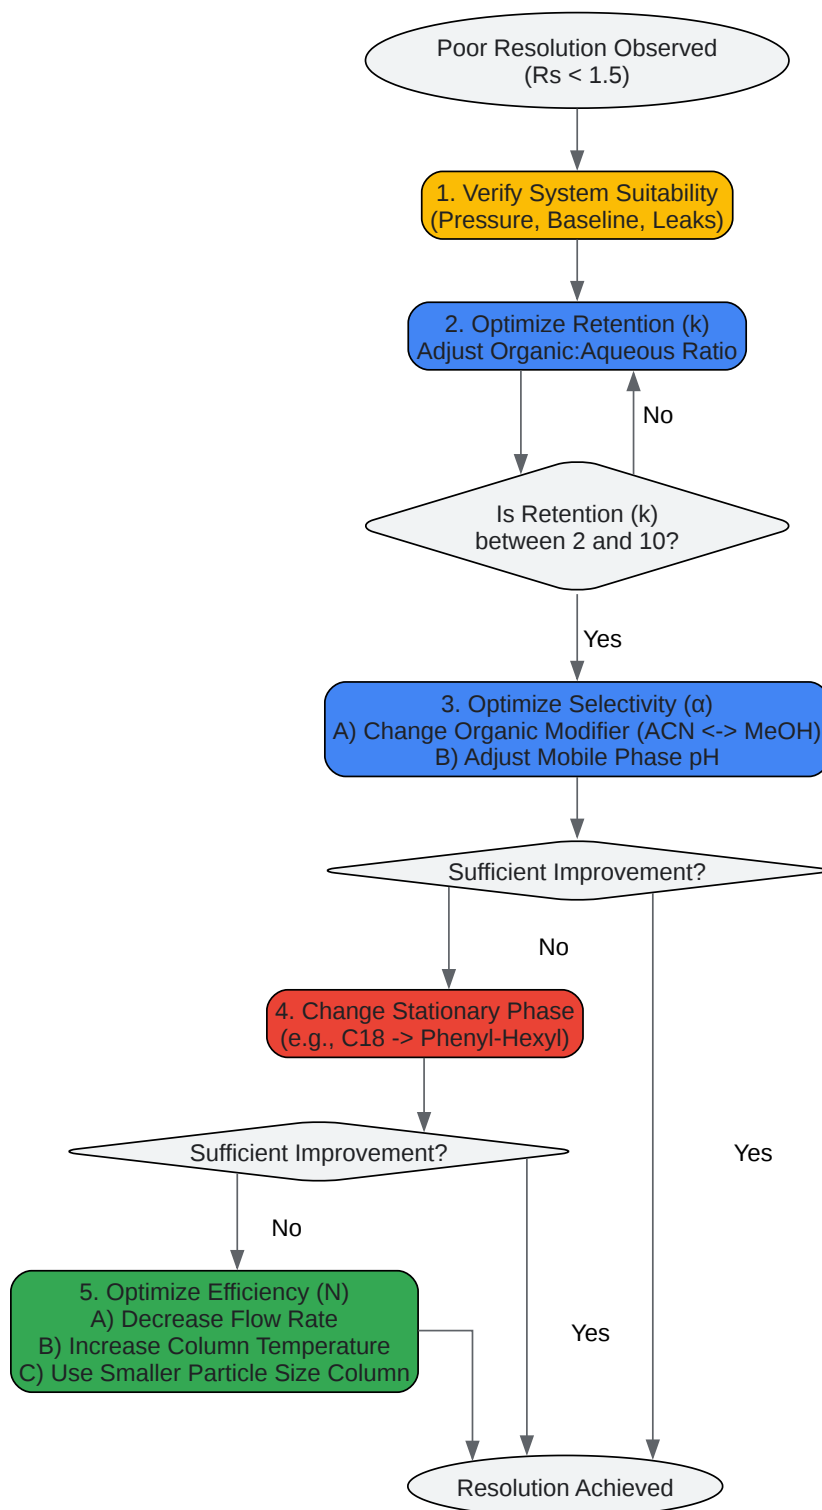 Poor Resolution Observed
(Rs < 1.5)
1. Verify System Suitability
(Pressure, Baseline, Leaks)
2. Optimize Retention (k)
Adjust Organic:Aqueous Ratio
No
Is Retention (k)
between 2 and 10?
Yes
3. Optimize Selectivity (α)
A) Change Organic Modifier (ACN <-> MeOH)
B) Adjust Mobile Phase pH
Sufficient Improvement?
No
4. Change Stationary Phase
(e.g., C18 -> Phenyl-Hexyl)
Sufficient Improvement?
Yes
No
5. Optimize Efficiency (N)
A) Decrease Flow Rate
B) Increase Column Temperature
C) Use Smaller Particle Size Column
Yes
Resolution Achieved